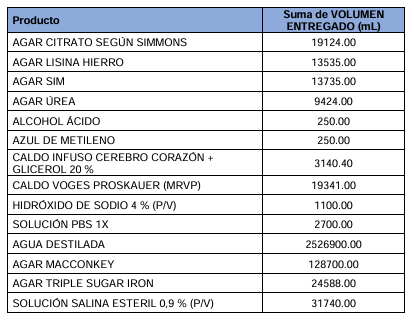 Producto Suma de VOLUMEN ENTREGADO (mL)
AGAR CITRATO SEGÚN SIMMONS 19124.00
AGAR LISINA HIERRO 13535.00
AGAR SIM 13735.00
AGAR ÚREA 9424.00
ALCOHOL ÁCIDO 250.00
AZUL DE METILENO 250.00
CALDO INFUSO CEREBRO CORAZÓN +
GLICEROL 20 % 3140.40
CALDO VOGES PROSKAUER (MRVP) 19341.00
HIDRÓXIDO DE SODIO 4 % (P/V) 1100.00
SOLUCIÓN PBS 1X 2700.00
AGUA DESTILADA 2526900.00
AGAR MACCONKEY 128700.00
AGAR TRIPLE SUGAR IRON 24588.00
SOLUCIÓN SALINA ESTERIL 0,9 % (P/V) 31740.00